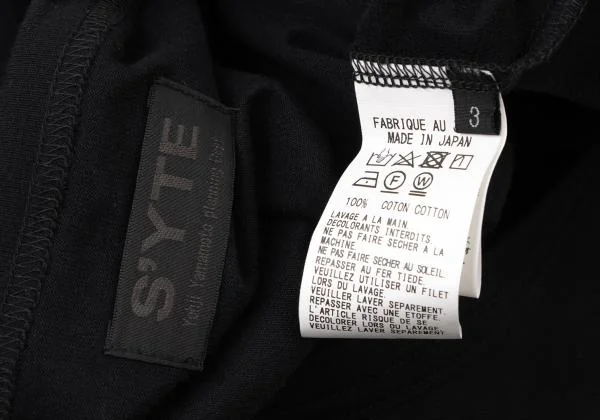 S'YTE
Yohji Yamamoto planning Dept.
3
FABRIQUE AU
MADE IN JAPAN
F W
100% COTON COTTON
LAVAGE A LA MAIN
DECOLORANTS INTERDITS.
NE PAS FAIRE SECHER A LA
MACHINE.
NE PAS FAIRE SECHER AU SOLEIL.
REPASSER AU FER TIEDE.
VEUILLEZ UTILISER UN FILET
LORS DU LAVAGE.
VEUILLER LAVER SEPAREMENT.
REPASSER AVEC UNE ETOFFE.
L'ARTICLE RISQUE DE SE
DECOLORER LORS DU LAVAGE.
VEUILLEZ LAVER SEPAREMENT